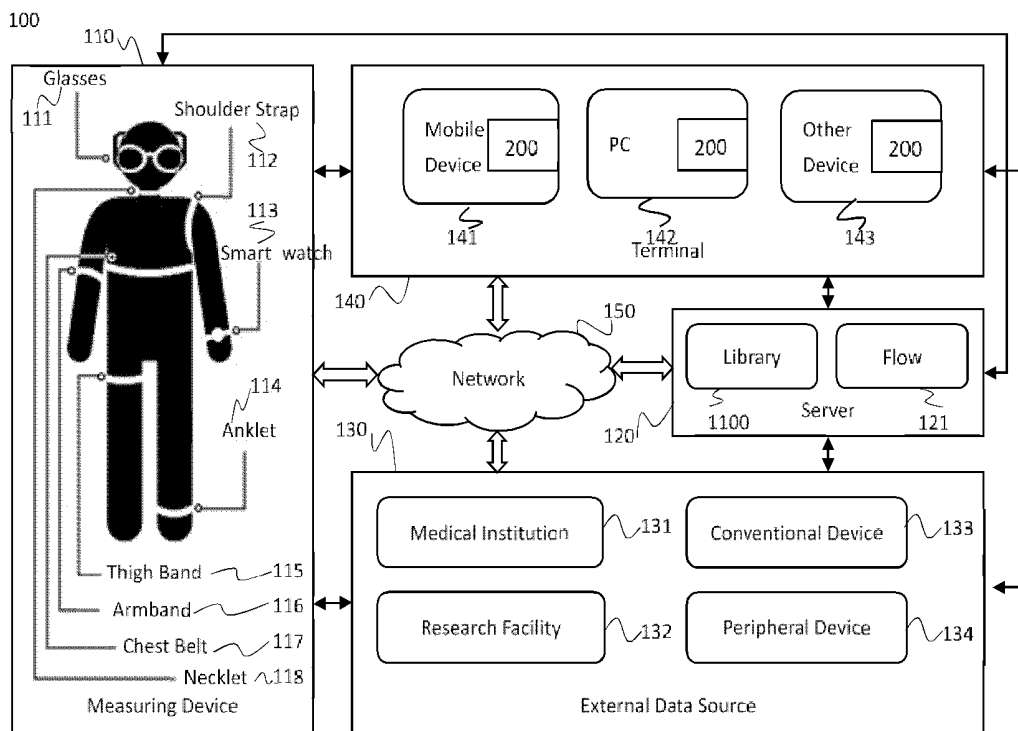 100
110
Glasses
111
Shoulder Strap
112
113
Smart watch
114
Anklet
Thigh Band 115
Armband 116
Chest Belt 117
Necklet 118
Measuring Device
Mobile Device
200
141
PC
200
142
Other Device
200
143
Terminal
140
150
Network
Library
1100
Flow
121
Server
120
130
Medical Institution
131
Conventional Device
133
Research Facility
132
Peripheral Device
134
External Data Source